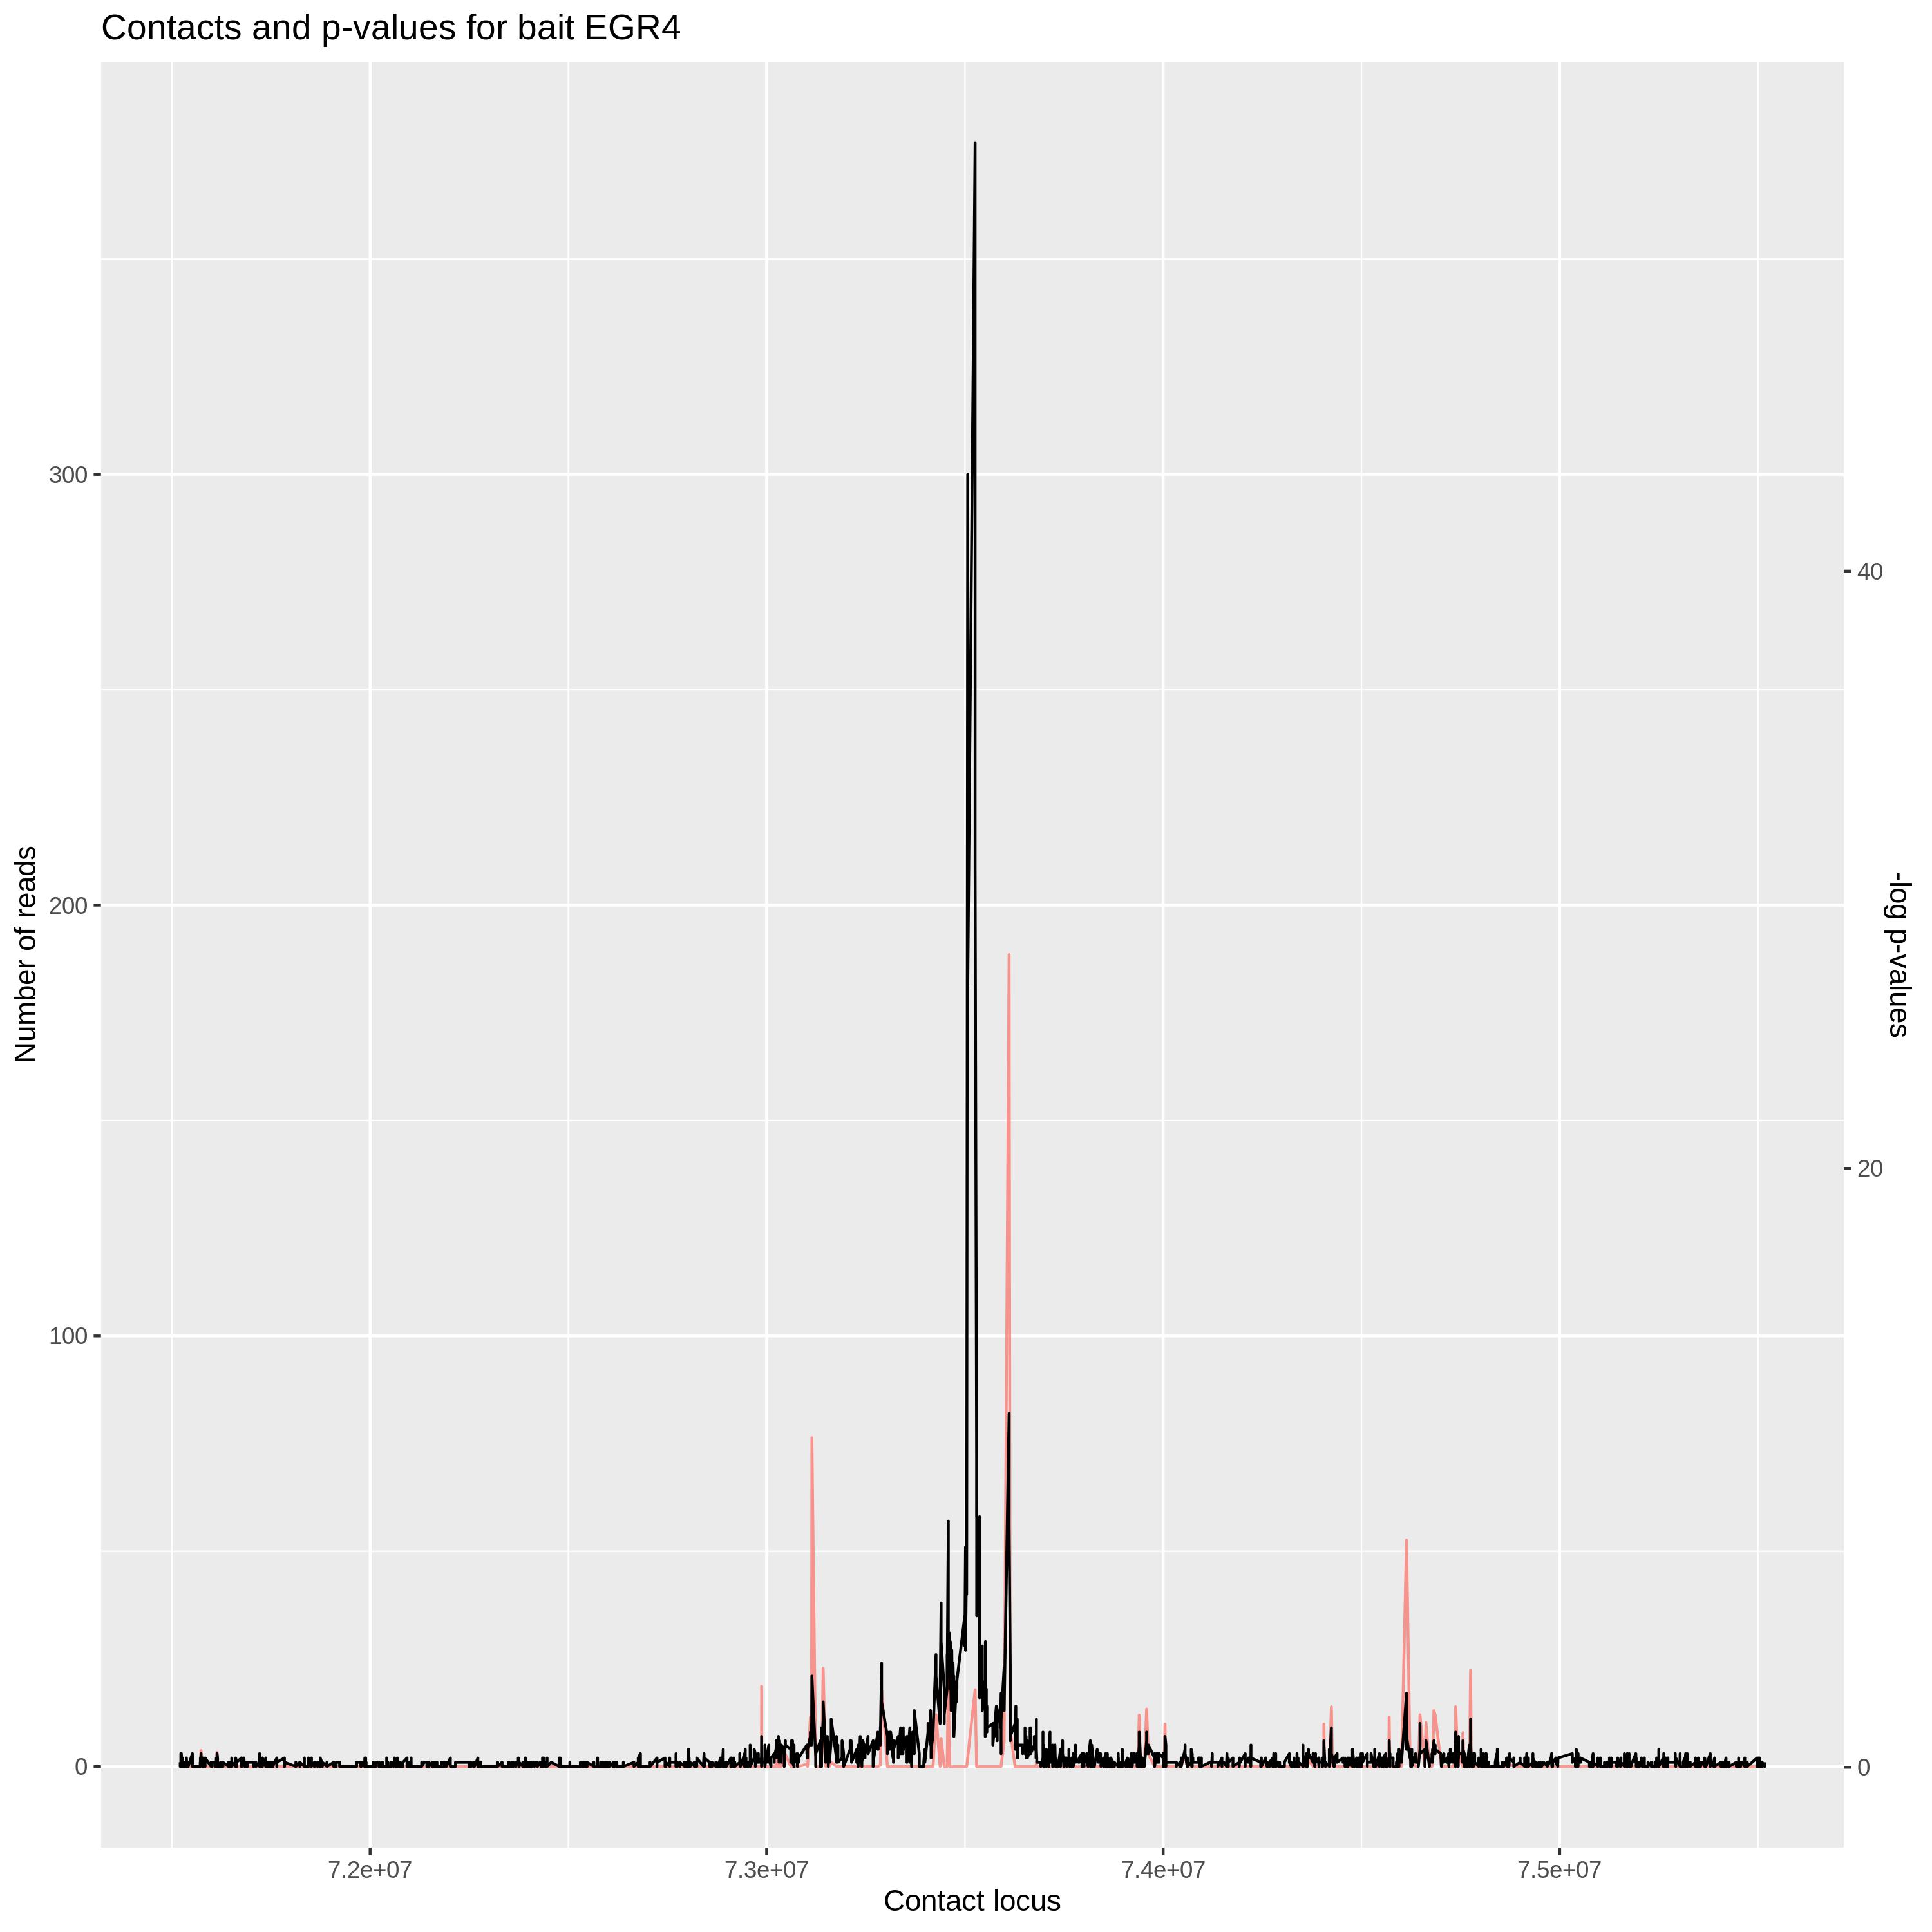 Contacts and p-values for bait EGR4
300
200
100
0
Number of reads
40
20
0
-log p-values
7.2e+07
7.3e+07
7.4e+07
7.5e+07
Contact locus